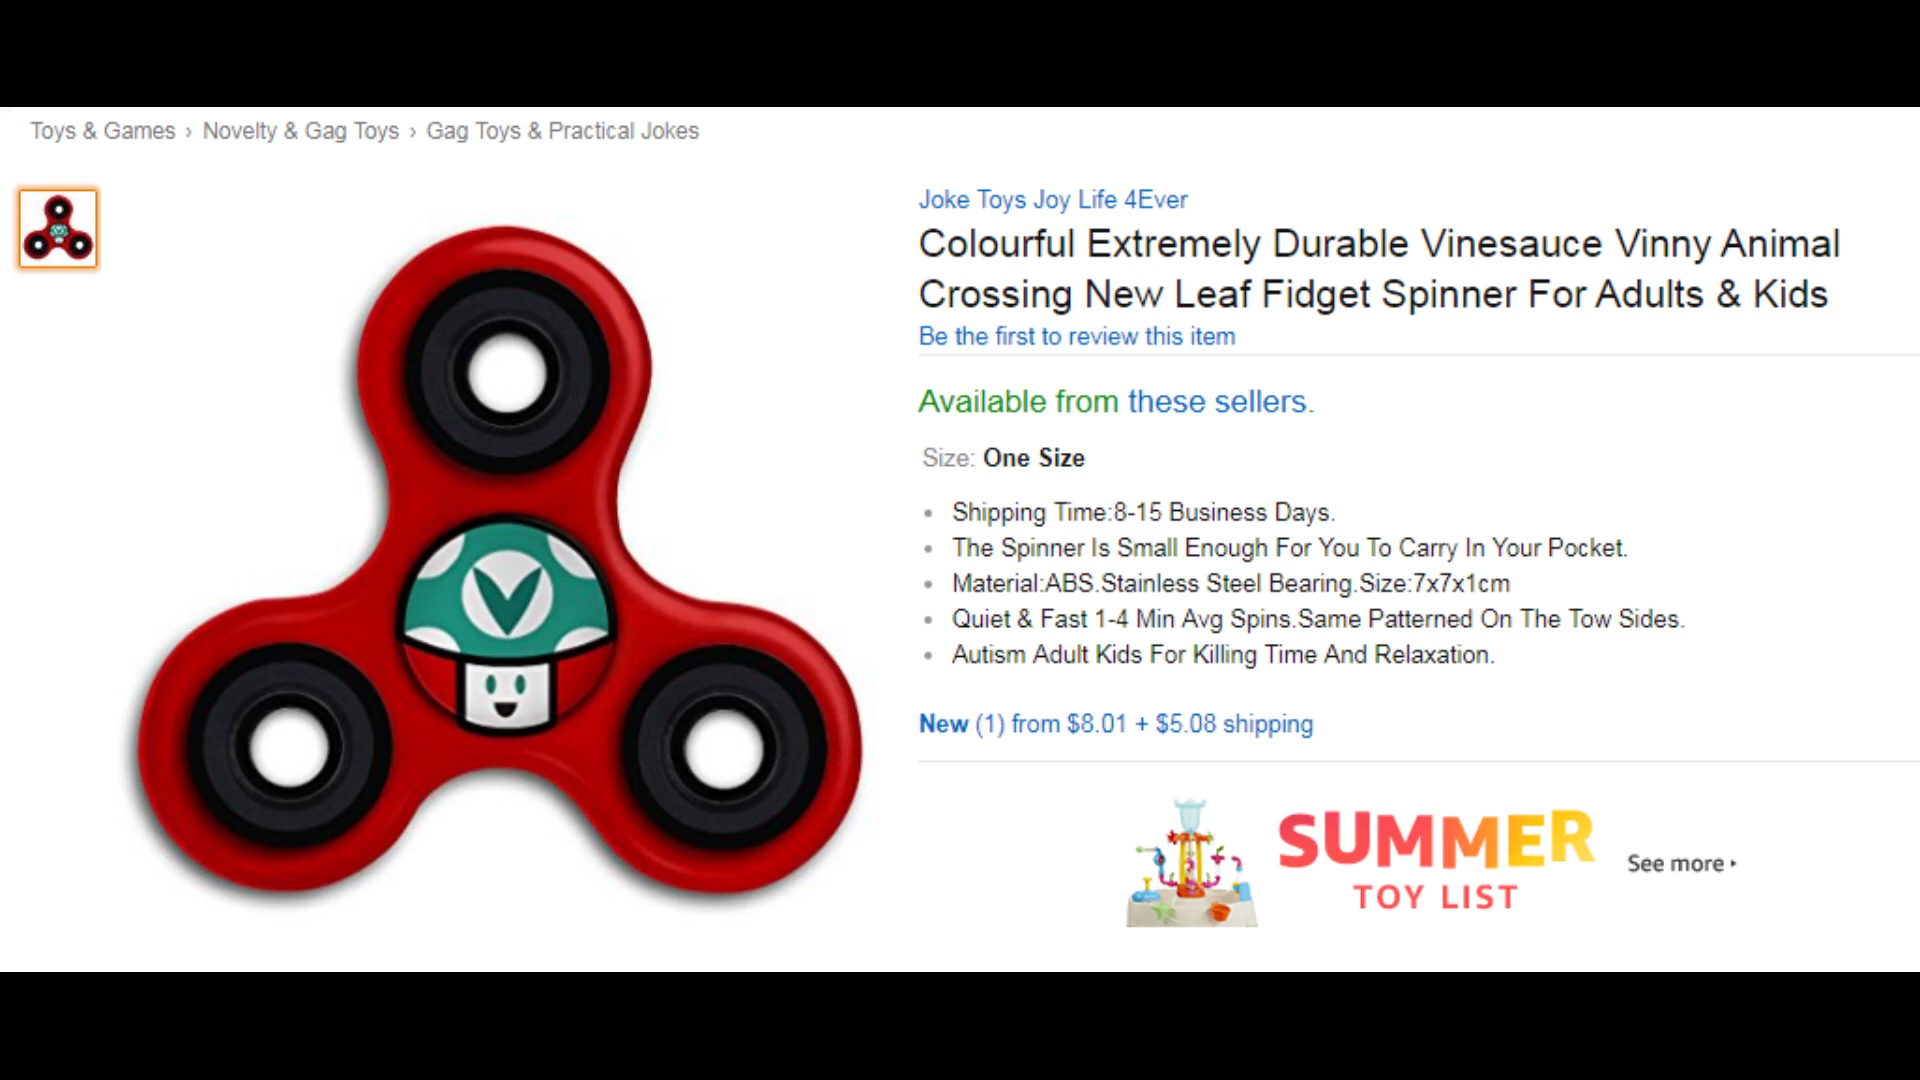 Toys & Games › Novelty & Gag Toys › Gag Toys & Practical Jokes
Joke Toys Joy Life 4Ever
Colourful Extremely Durable Vinesauce Vinny Animal
Crossing New Leaf Fidget Spinner For Adults & Kids
Be the first to review this item
Available from these sellers.
Size: One Size
• Shipping Time:8-15 Business Days.
• The Spinner Is Small Enough For You To Carry In Your Pocket.
• Material:ABS.Stainless Steel Bearing.Size:7x7x1cm
• Quiet & Fast 1-4 Min Avg Spins.Same Patterned On The Tow Sides.
• Autism Adult Kids For Killing Time And Relaxation.
New (1) from $8.01 + $5.08 shipping
SUMMER
TOY LIST
See more ‣
V